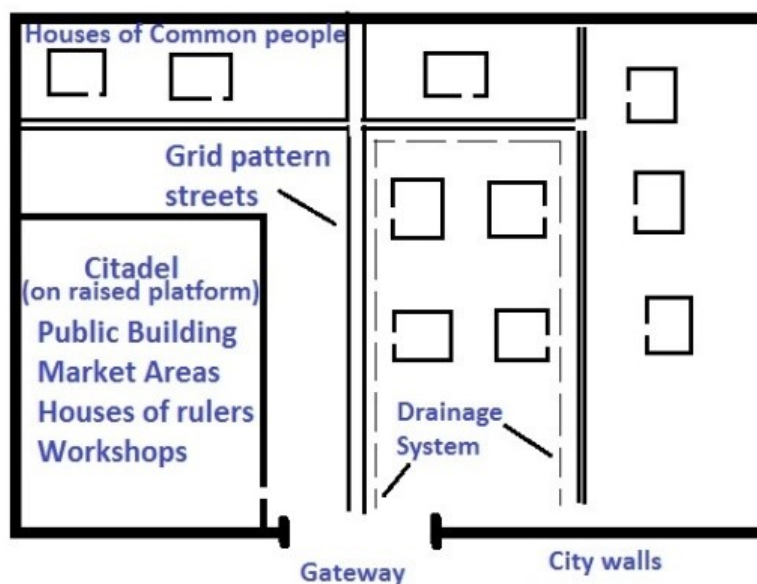 Houses of Common people
Grid pattern
streets
Citadel
(on raised platform)
Public Building
Market Areas
Houses of rulers
Workshops
Drainage
System
Gateway
City walls